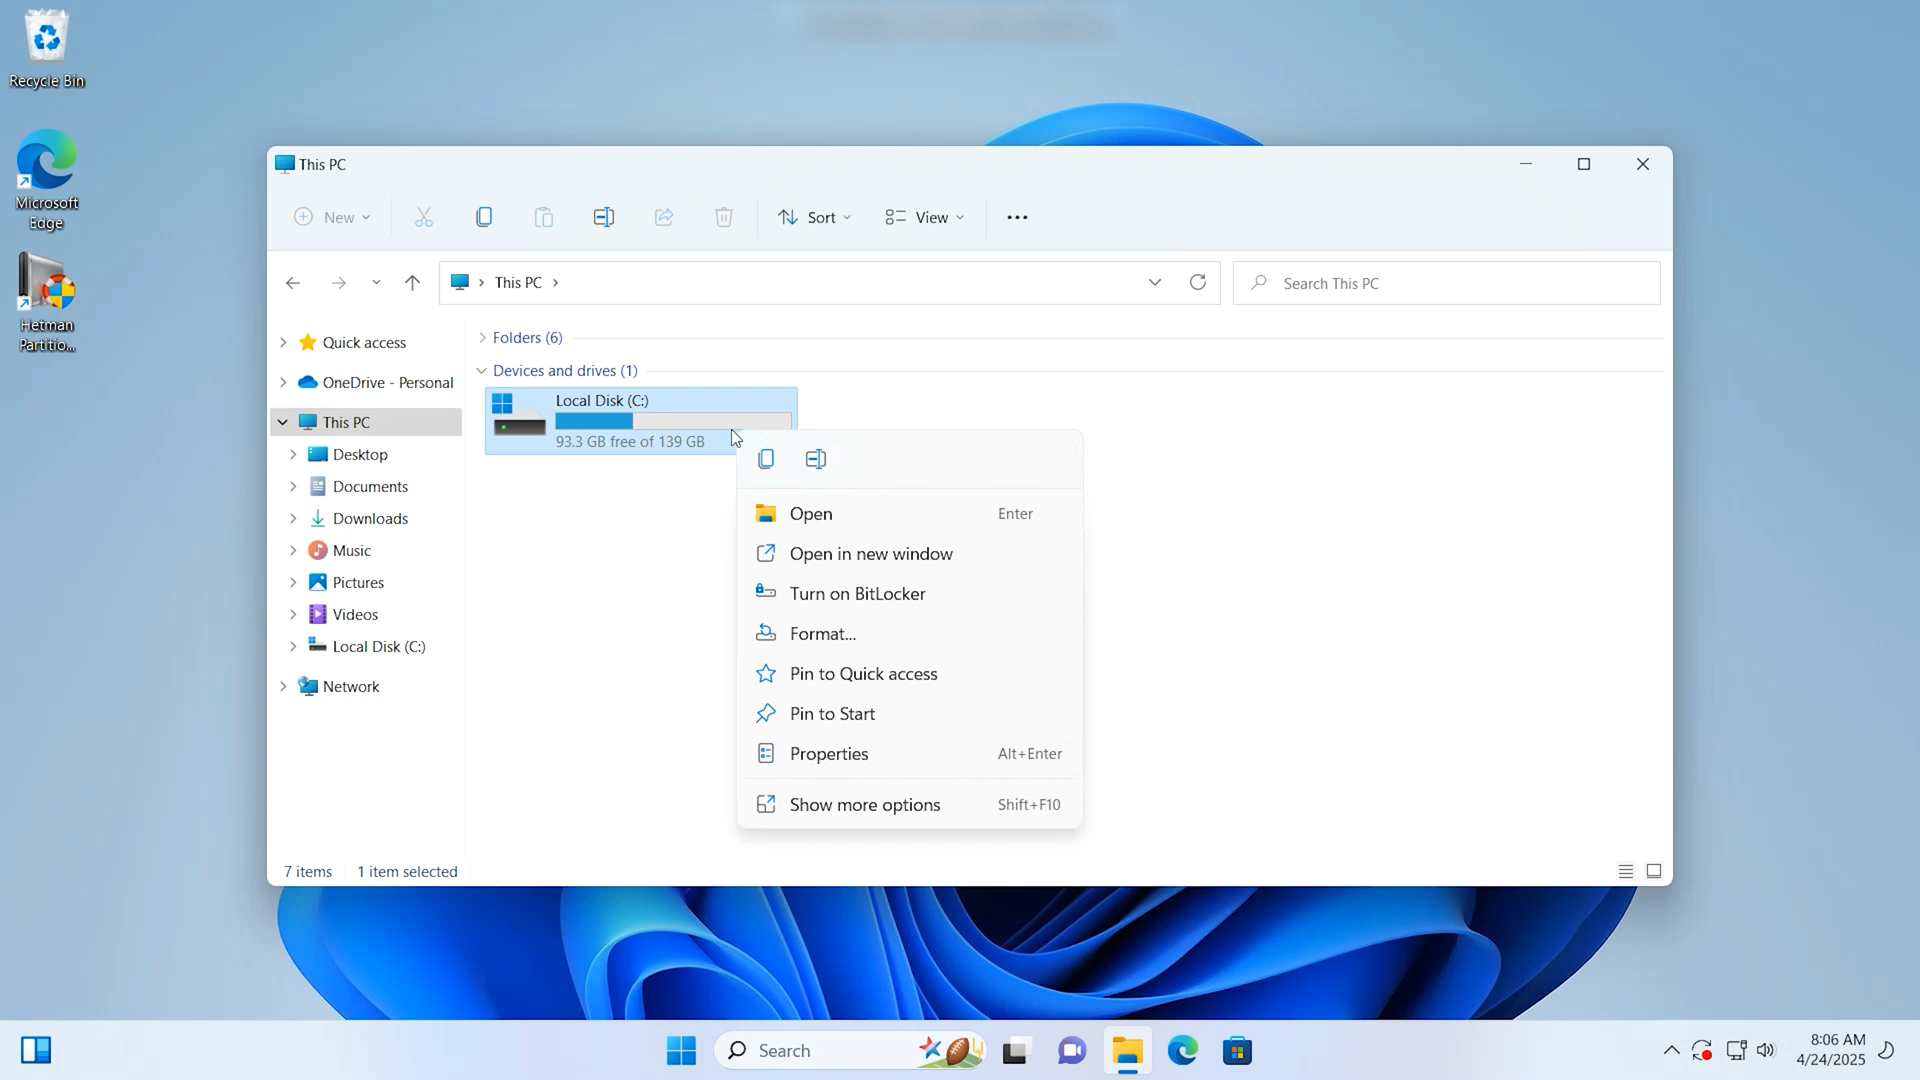 Recycle Bin
Microsoft
Edge
Hetman
Partitio...
This PC
New
Sort
View
This PC
Search This PC
Quick access
OneDrive - Personal
This PC
Desktop
Documents
Downloads
Music
Pictures
Videos
Local Disk (C:)
Network
Folders (6)
Devices and drives (1)
Local Disk (C:)
93.3 GB free of 139 GB
Open Enter
Open in new window
Turn on BitLocker
Format...
Pin to Quick access
Pin to Start
Properties Alt+Enter
Show more options Shift+F10
7 items 1 item selected
Search
8:06 AM
4/24/2025